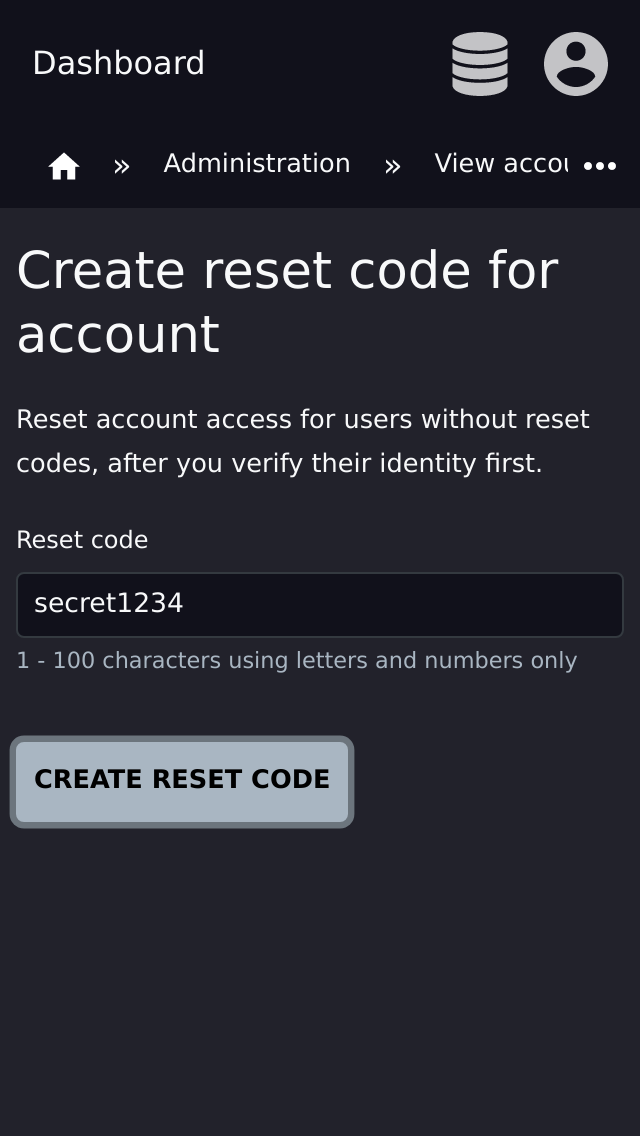 Dashboard
» Administration » View accou
Create reset code for
account
Reset account access for users without reset
codes, after you verify their identity first.
Reset code
secret1234
1 - 100 characters using letters and numbers only
CREATE RESET CODE